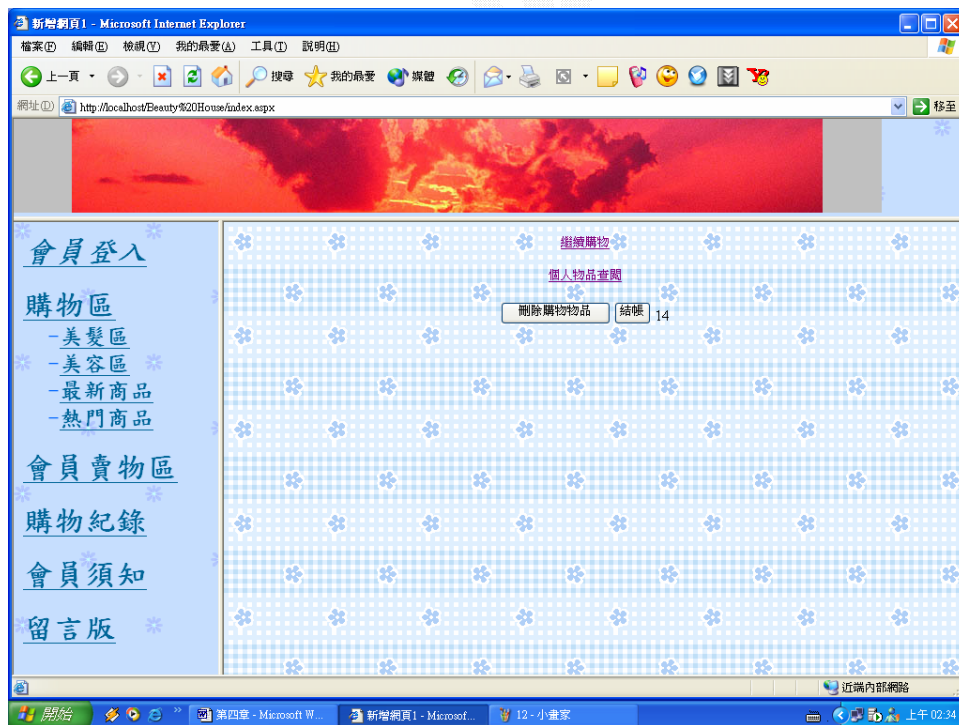 新增網頁1 - Microsoft Internet Explorer
檔案(F) 編輯(E) 檢視(V) 我的最愛(A) 工具(T) 說明(H)
上一頁 搜尋 我的最愛 媒體
網址(D) http://localhost/Beauty%20House/index.aspx 移至
會員登入
購物區
-美髮區
-美容區
-最新商品
-熱門商品
會員賣物區
購物紀錄
會員須知
留言版
繼續購物
個人物品查閱
刪除購物物品 結帳 14
近端內部網路
開始 » 第四章 - Microsoft W... 新增網頁1 - Microsof... 12 - 小畫家 上午 02:34